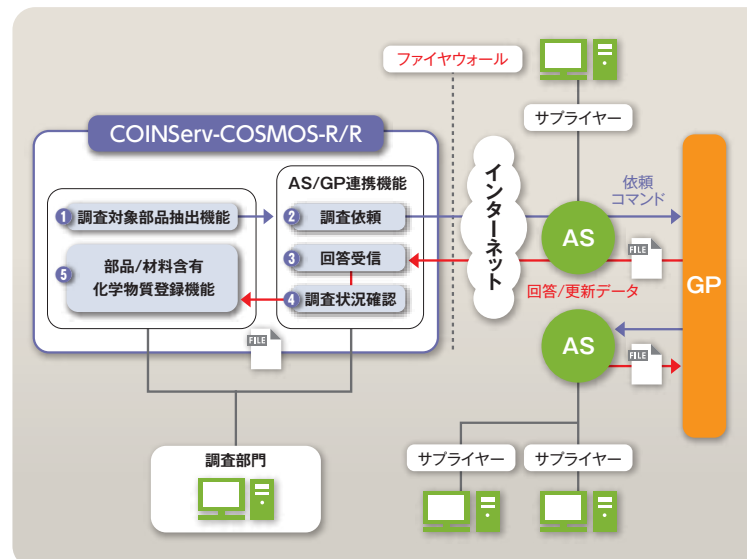 ファイヤウォール
サプライヤー
COINServ-COSMOS-R/R
AS/GP連携機能
1 調査対象部品抽出機能
2 調査依頼
3 回答受信
4 調査状況確認
5 部品/材料含有
化学物質登録機能
FILE
インターネット
AS
依頼
コマンド
FILE
回答/更新データ
GP
AS
FILE
調査部門
サプライヤー
サプライヤー